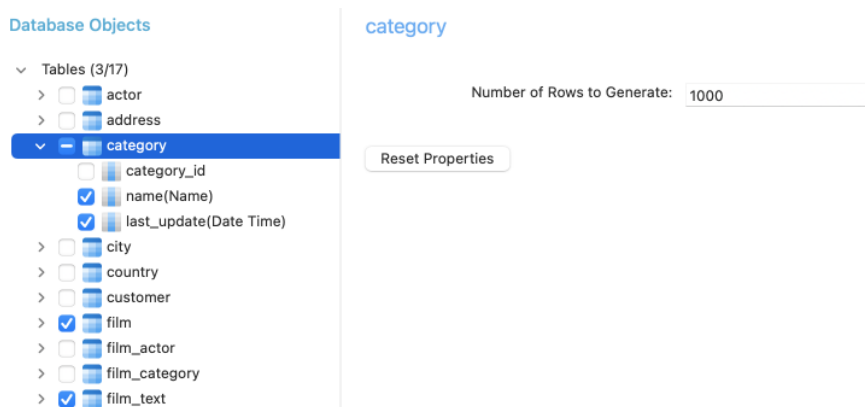 Database Objects
Tables (3/17)
actor
address
category
category_id
name(Name)
last_update(Date Time)
city
country
customer
film
film_actor
film_category
film_text
category
Number of Rows to Generate: 1000
Reset Properties